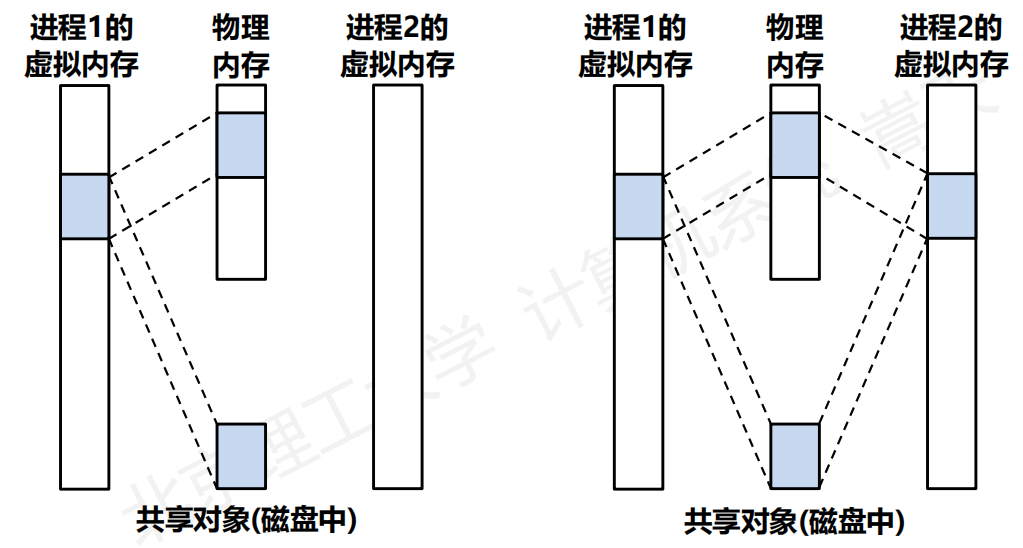 进程1的
虚拟内存
物理
内存
进程2的
虚拟内存
共享对象(磁盘中)
进程1的
虚拟内存
物理
内存
进程2的
虚拟内存
共享对象(磁盘中)
北京理工大学 计算机系统